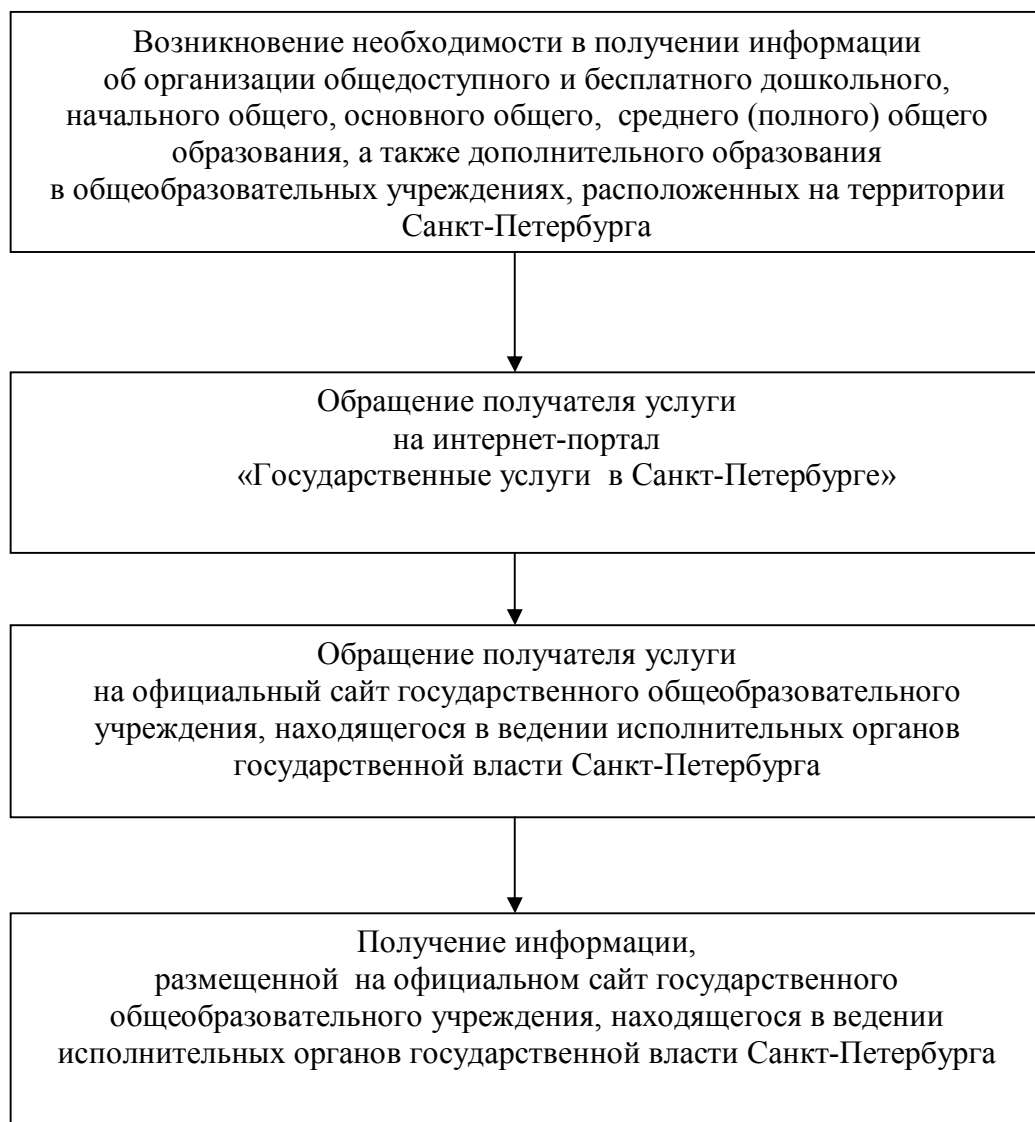 Возникновение необходимости в получении информации
об организации общедоступного и бесплатного дошкольного,
начального общего, основного общего,  среднего (полного) общего
образования, а также дополнительного образования
в общеобразовательных учреждениях, расположенных на территории
Санкт-Петербурга
Обращение получателя услуги
на интернет-портал
«Государственные услуги  в Санкт-Петербурге»
Обращение получателя услуги
на официальный сайт государственного общеобразовательного
учреждения, находящегося в ведении исполнительных органов
государственной власти Санкт-Петербурга
Получение информации,
размещенной  на официальном сайт государственного
общеобразовательного учреждения, находящегося в ведении
исполнительных органов государственной власти Санкт-Петербурга